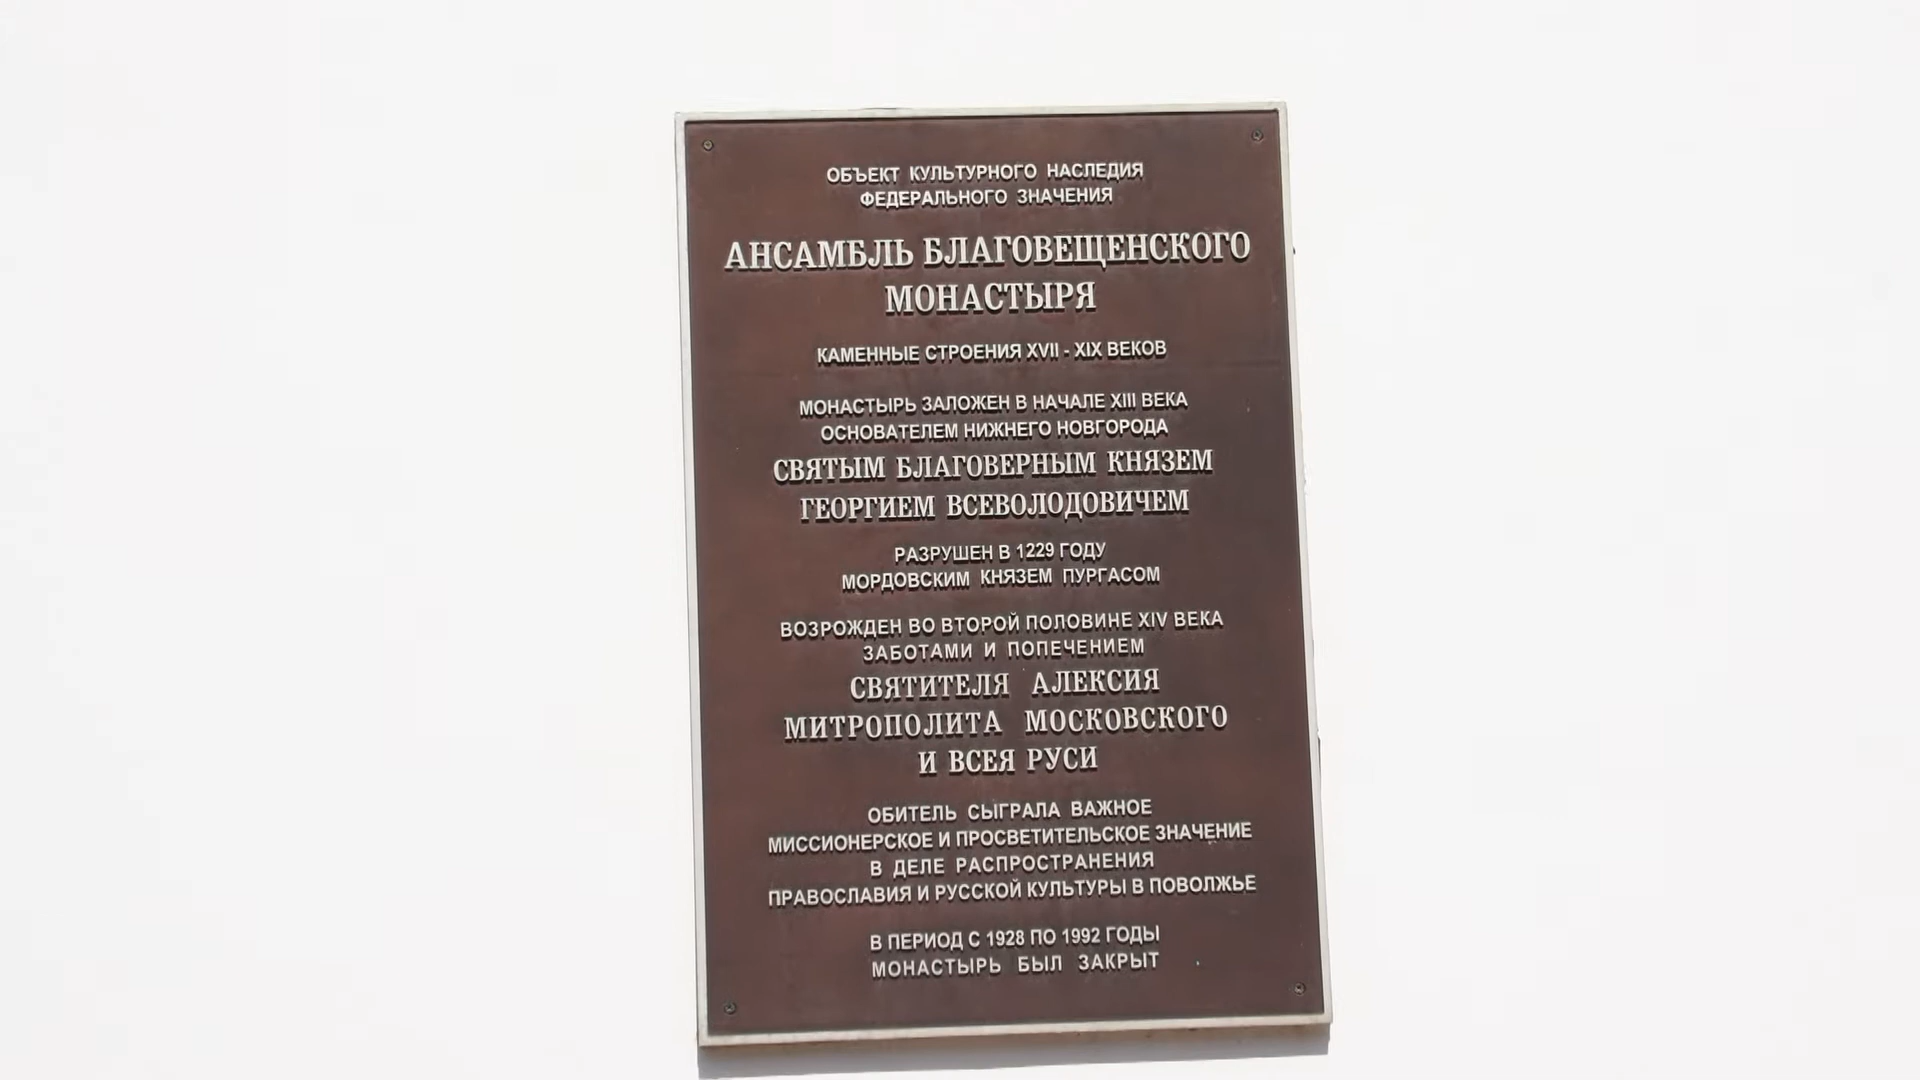 ОБЪЕКТ КУЛЬТУРНОГО НАСЛЕДИЯ
ФЕДЕРАЛЬНОГО ЗНАЧЕНИЯ
АНСАМБЛЬ БЛАГОВЕЩЕНСКОГО
МОНАСТЫРЯ
КАМЕННЫЕ СТРОЕНИЯ XVII - XIX ВЕКОВ
МОНАСТЫРЬ ЗАЛОЖЕН В НАЧАЛЕ XIII ВЕКА
ОСНОВАТЕЛЕМ НИЖНЕГО НОВГОРОДА
СВЯТЫМ БЛАГОВЕРНЫМ КНЯЗЕМ
ГЕОРГИЕМ ВСЕВОЛОДОВИЧЕМ
РАЗРУШЕН В 1229 ГОДУ
МОРДОВСКИМ КНЯЗЕМ ПУРГАСОМ
ВОЗРОЖДЕН ВО ВТОРОЙ ПОЛОВИНЕ XIV ВЕКА
ЗАБОТАМИ И ПОПЕЧЕНИЕМ
СВЯТИТЕЛЯ АЛЕКСИЯ
МИТРОПОЛИТА МОСКОВСКОГО
И ВСЕЯ РУСИ
ОБИТЕЛЬ СЫГРАЛА ВАЖНОЕ
МИССИОНЕРСКОЕ И ПРОСВЕТИТЕЛЬСКОЕ ЗНАЧЕНИЕ
В ДЕЛЕ РАСПРОСТРАНЕНИЯ
ПРАВОСЛАВИЯ И РУССКОЙ КУЛЬТУРЫ В ПОВОЛЖЬЕ
В ПЕРИОД С 1928 ПО 1992 ГОДЫ
МОНАСТЫРЬ БЫЛ ЗАКРЫТ